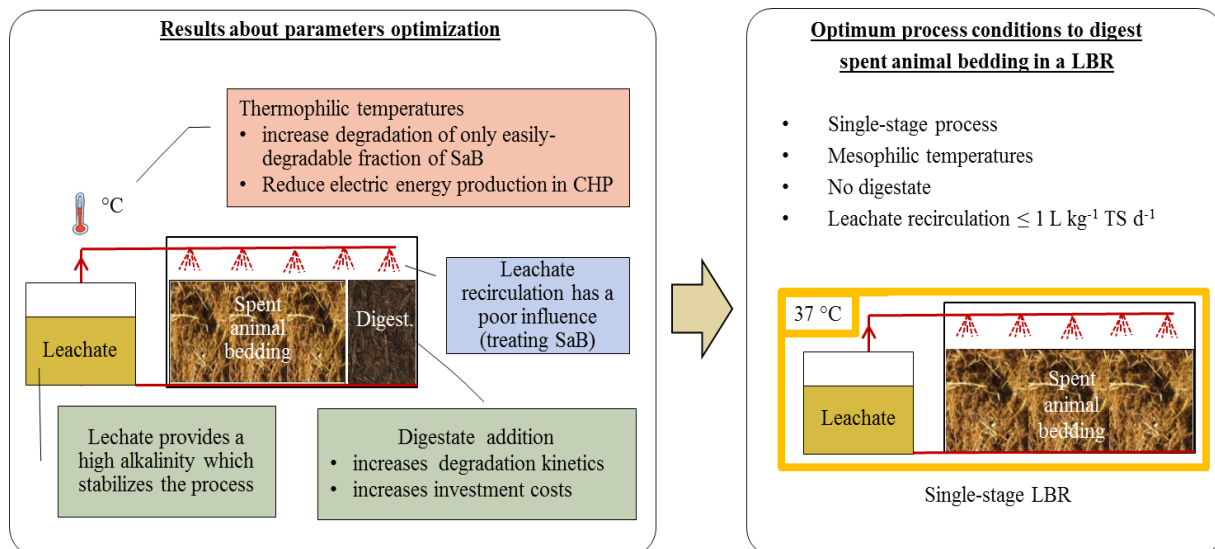 Results about parameters optimization
Thermophilic temperatures
• increase degradation of only easily-
degradable fraction of SaB
• Reduce electric energy production in CHP
°C
Leachate
recirculation has a
poor influence
(treating SaB)
Spent
animal
bedding
Digest.
Leachate
Lechate provides a
high alkalinity which
stabilizes the process
Digestate addition
• increases degradation kinetics
• increases investment costs
Optimum process conditions to digest
spent animal bedding in a LBR
• Single-stage process
• Mesophilic temperatures
• No digestate
• Leachate recirculation ≤ 1 L kg⁻¹ TS d⁻¹
37 °C
Leachate
Spent
animal
bedding
Single-stage LBR